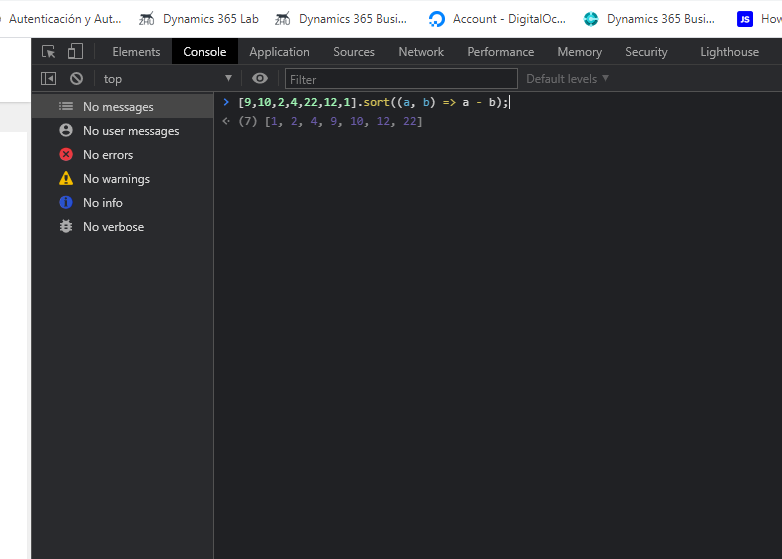 Autenticación y Aut...
Dynamics 365 Lab
Dynamics 365 Busi...
Account - DigitalOc...
Dynamics 365 Busi...
JS
How
Elements Console Application Sources Network Performance Memory Security Lighthouse
top ▼ Filter Default levels ▼
No messages
No user messages
No errors
No warnings
No info
No verbose
> [9,10,2,4,22,12,1].sort((a, b) => a - b);
(7) [1, 2, 4, 9, 10, 12, 22]